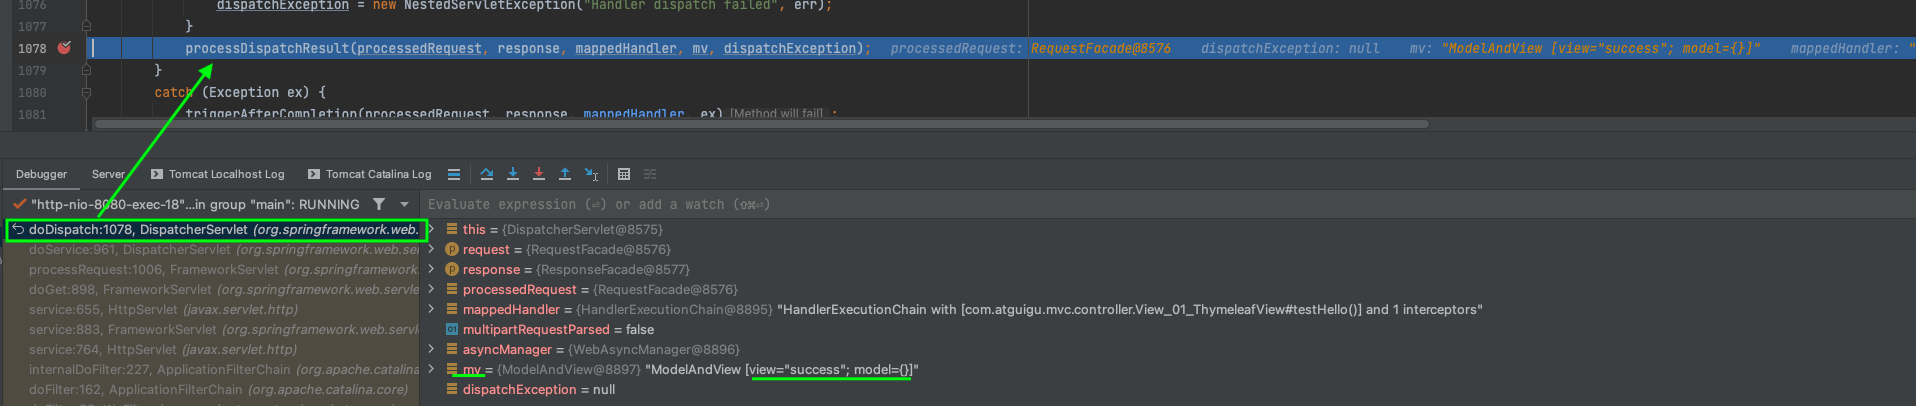 1076 dispatchException = new NestedServletException("Handler dispatch failed", err);
1077 }
1078 processDispatchResult(processedRequest, response, mappedHandler, mv, dispatchException); processedRequest: RequestFacade@8576 dispatchException: null mv: "ModelAndView [view="success"; model={}]" mappedHandler: "
1079 }
1080 catch (Exception ex) {
1081 triggerAfterCompletion(processedRequest, response, mappedHandler, ex) [Method will fail] ;
Debugger Server Tomcat Localhost Log Tomcat Catalina Log
"http-nio-8080-exec-18"...in group "main": RUNNING
Evaluate expression (⏎) or add a watch (⇧⌘⏎)
doDispatch:1078, DispatcherServlet (org.springframework.web.
this = {DispatcherServlet@8575}
doService:961, DispatcherServlet (org.springframework.web.serv
request = {RequestFacade@8576}
processRequest:1006, FrameworkServlet (org.springframework.
response = {ResponseFacade@8577}
doGet:898, FrameworkServlet (org.springframework.web.servle
processedRequest = {RequestFacade@8576}
service:655, HttpServlet (javax.servlet.http)
mappedHandler = {HandlerExecutionChain@8895} "HandlerExecutionChain with [com.atguigu.mvc.controller.View_01_ThymeleafView#testHello()] and 1 interceptors"
service:883, FrameworkServlet (org.springframework.web.servl
multipartRequestParsed = false
service:764, HttpServlet (javax.servlet.http)
asyncManager = {WebAsyncManager@8896}
internalDoFilter:227, ApplicationFilterChain (org.apache.catalina
mv = {ModelAndView@8897} "ModelAndView [view="success"; model={}]"
doFilter:162, ApplicationFilterChain (org.apache.catalina.core)
dispatchException = null